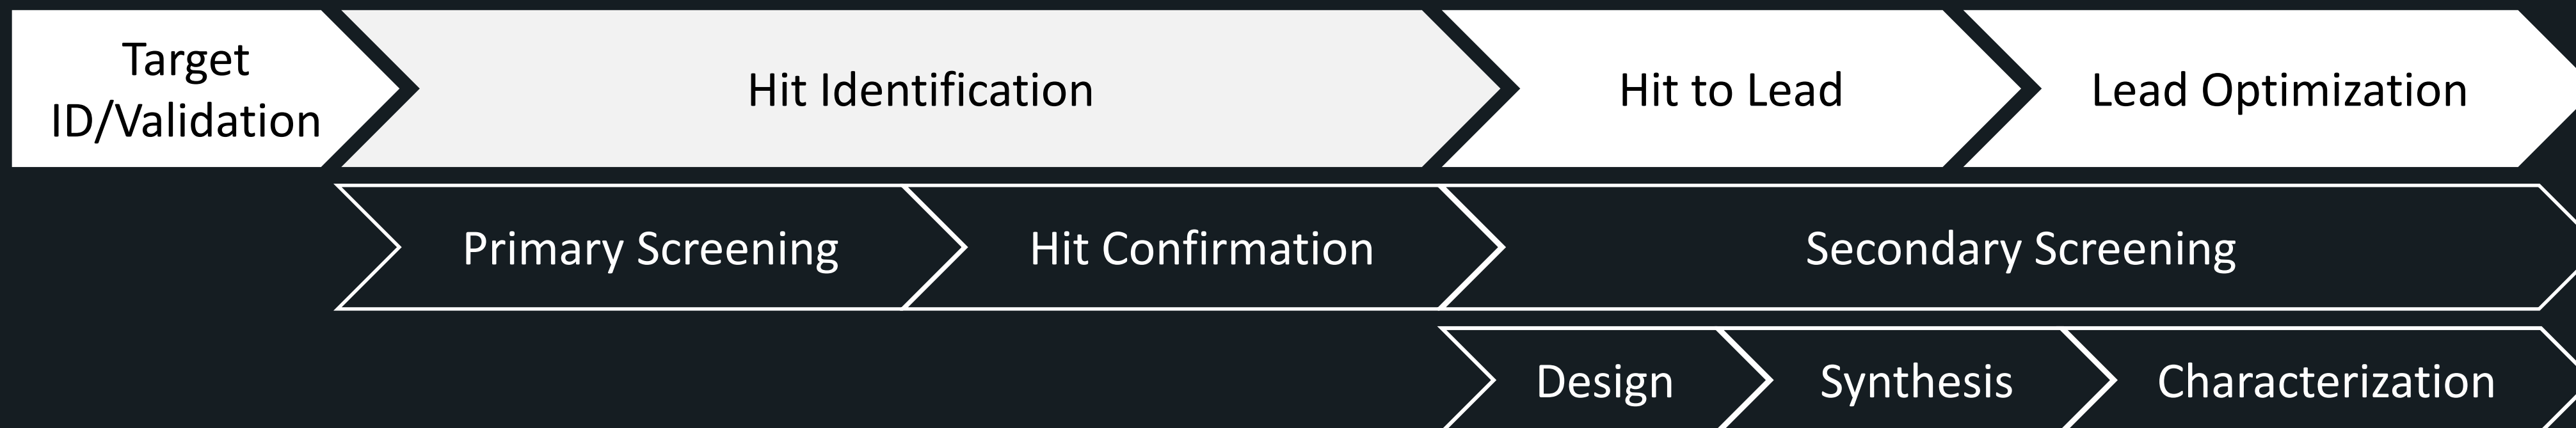 Target
ID/Validation
Hit Identification
Hit to Lead
Lead Optimization
Primary Screening
Hit Confirmation
Secondary Screening
Design
Synthesis
Characterization